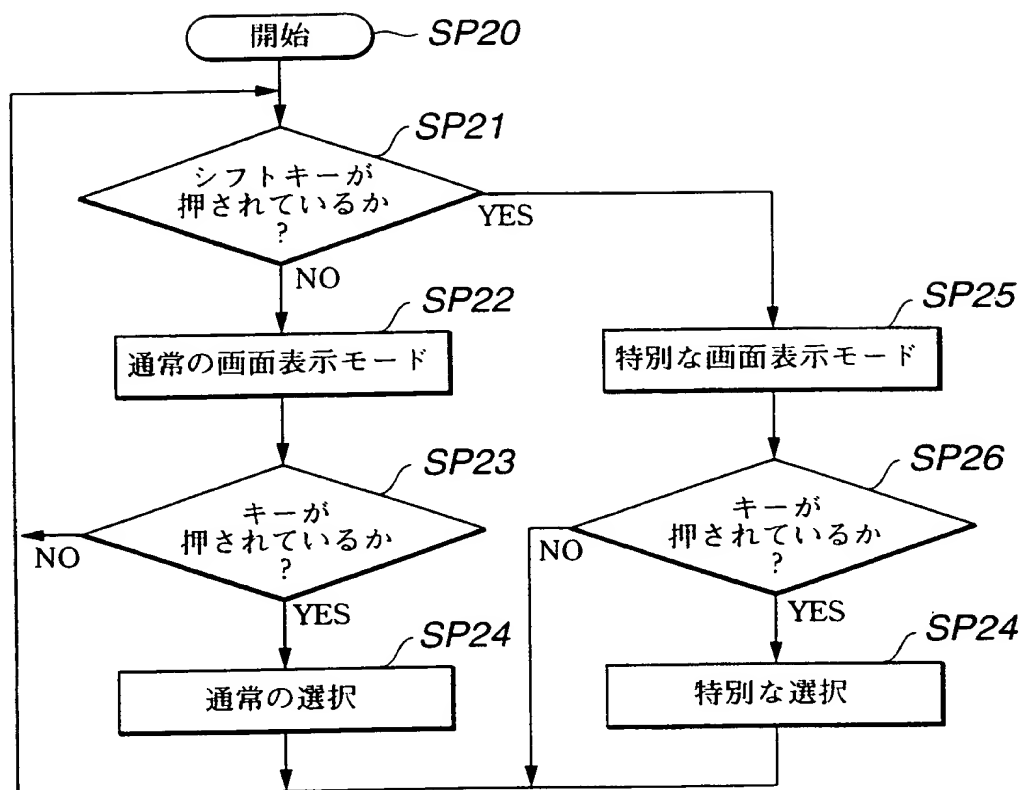 開始
SP20
SP21
シフトキーが
押されているか
?
YES
NO
SP22
通常の画面表示モード
SP25
特別な画面表示モード
SP23
キーが
押されているか
?
NO
YES
SP26
キーが
押されているか
?
NO
YES
SP24
通常の選択
SP24
特別な選択